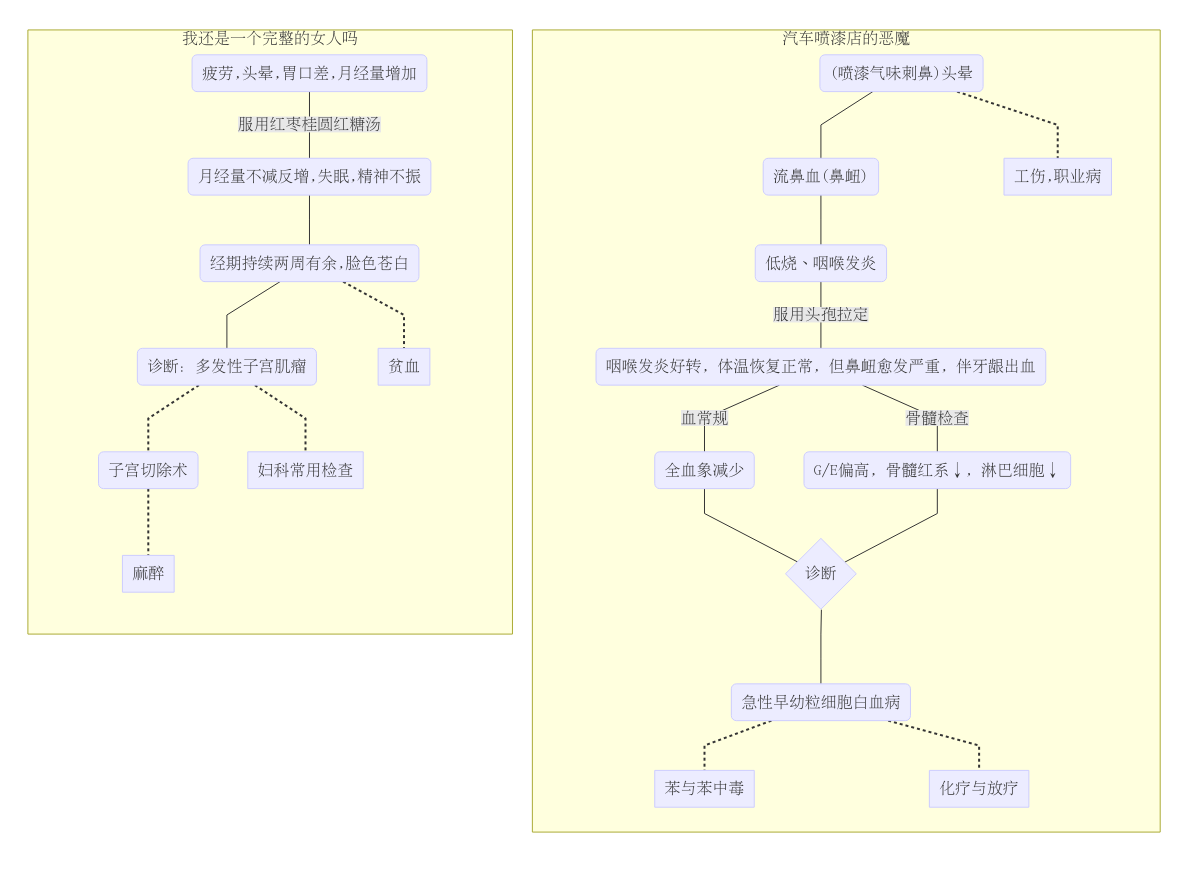 我还是一个完整的女人吗
疲劳,头晕,胃口差,月经量增加
服用红枣桂圆红糖汤
月经量不减反增,失眠,精神不振
经期持续两周有余,脸色苍白
诊断: 多发性子宫肌瘤
贫血
子宫切除术
妇科常用检查
麻醉
汽车喷漆店的恶魔
(喷漆气味刺鼻)头晕
流鼻血(鼻衄)
工伤,职业病
低烧、咽喉发炎
服用头孢拉定
咽喉发炎好转, 体温恢复正常, 但鼻衄愈发严重, 伴牙龈出血
血常规
骨髓检查
全血象减少
G/E偏高, 骨髓红系↓, 淋巴细胞↓
诊断
急性早幼粒细胞白血病
苯与苯中毒
化疗与放疗